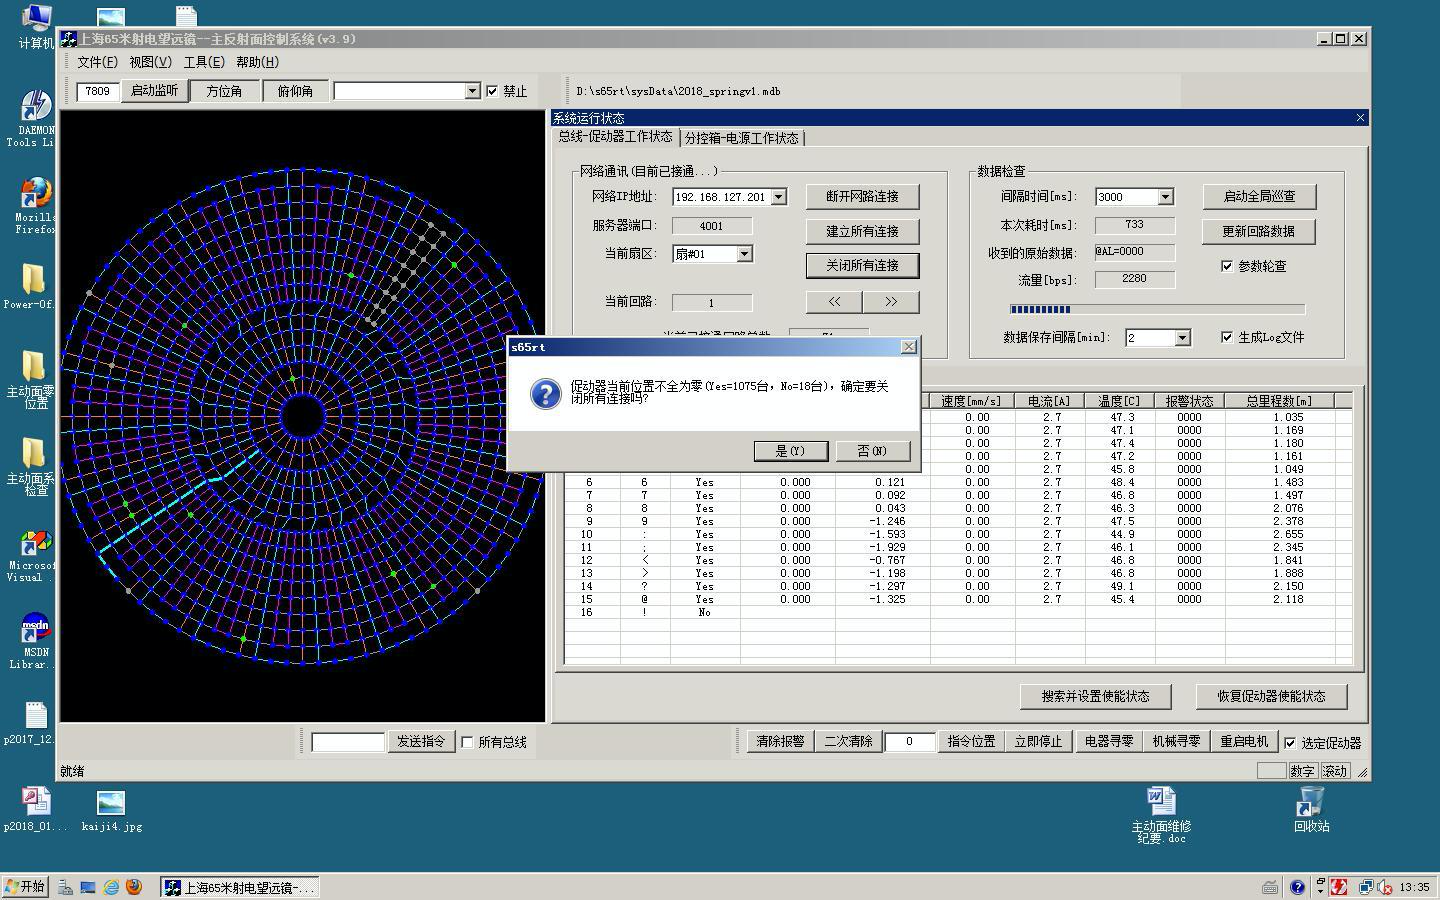 计算机
DAEMON
Tools Li
Mozilla
Firefox
Power-Of.
主动面零
位置
主动面系
检查
Microsof
Visual .
msdn
MSDN
Librar..
p2017_12.
p2018_01...
kaiji4.jpg
主动面维修
纪要.doc
回收站
上海65米射电望远镜--主反射面控制系统(v3.9)
文件(F) 视图(V) 工具(E) 帮助(H)
7809 启动监听 方位角 俯仰角 禁止
D:\s65rt\sysData\2018_springv1.mdb
系统运行状态
总线-促动器工作状态 分控箱-电源工作状态
网络通讯(目前已接通...)
网络IP地址: 192.168.127.201 断开网路连接
服务器端口: 4001 建立所有连接
当前扇区: 扇#01 关闭所有连接
当前回路: 1 << >>
当前已接通回路总数 74
数据检查
间隔时间[ms]: 3000 启动全局巡查
本次耗时[ms]: 733 更新回路数据
收到的原始数据: @AL=0000 参数轮查
流量[bps]: 2280
数据保存间隔[min]: 2 生成Log文件
s65rt
促动器当前位置不全为零(Yes=1075台, No=18台), 确定要关
闭所有连接吗?
是(Y) 否(N)
速度[mm/s] 电流[A] 温度[C] 报警状态 总里程数[m]
0.00 2.7 47.3 0000 1.035
0.00 2.7 47.1 0000 1.169
0.00 2.7 47.4 0000 1.180
0.00 2.7 47.2 0000 1.161
0.00 2.7 45.8 0000 1.049
6 6 Yes 0.000 0.121 0.00 2.7 48.4 0000 1.483
7 7 Yes 0.000 0.092 0.00 2.7 46.8 0000 1.497
8 8 Yes 0.000 0.043 0.00 2.7 46.3 0000 2.076
9 9 Yes 0.000 -1.246 0.00 2.7 47.5 0000 2.378
10 : Yes 0.000 -1.593 0.00 2.7 44.9 0000 2.655
11 ; Yes 0.000 -1.929 0.00 2.7 46.1 0000 2.345
12 < Yes 0.000 -0.767 0.00 2.7 46.8 0000 1.841
13 > Yes 0.000 -1.198 0.00 2.7 46.8 0000 1.888
14 ? Yes 0.000 -1.297 0.00 2.7 49.1 0000 2.150
15 @ Yes 0.000 -1.325 0.00 2.7 45.4 0000 2.118
16 ! No
搜索并设置使能状态 恢复促动器使能状态
发送指令 所有总线 清除报警 二次清除 0 指令位置 立即停止 电器寻零 机械寻零 重启电机 选定促动器
就绪 数字 滚动
开始 上海65米射电望远镜-... 13:35